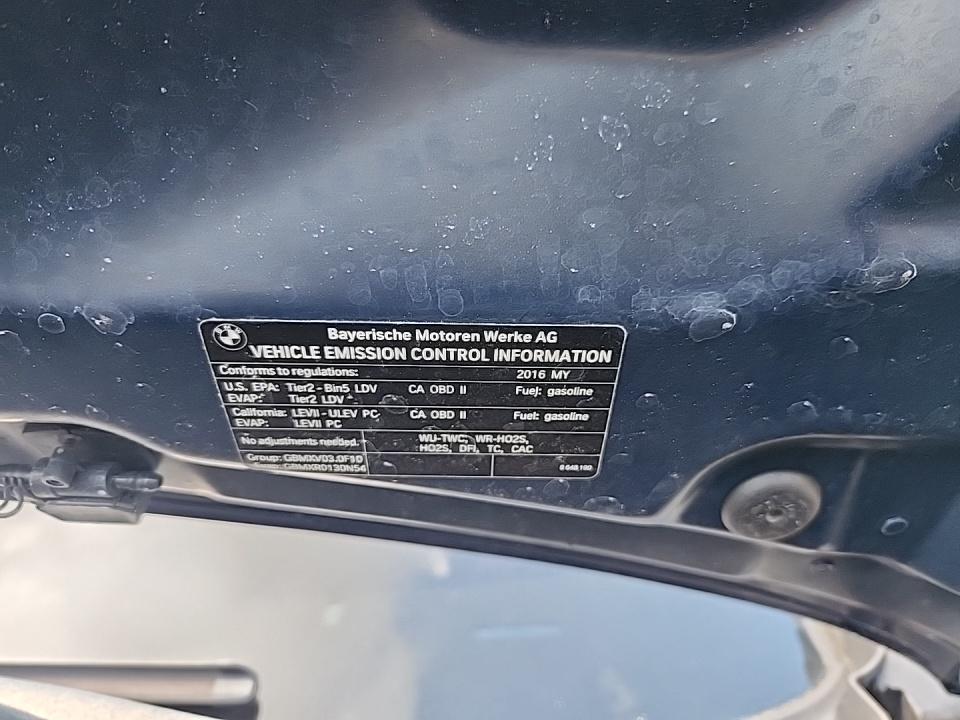 BMW
Bayerische Motoren Werke AG
VEHICLE EMISSION CONTROL INFORMATION
Conforms to regulations: 2016 MY
U.S. EPA: Tier2 - Bin5 LDV CA OBD II Fuel: gasoline
EVAP: Tier2 LDV
California: LEVII - ULEV PC CA OBD II Fuel: gasoline
EVAP: LEVII PC
No adjustments needed.
WU-TWC, WR-HO2S,
HO2S, DFI, TC, CAC
Group: GBMXV03.0F10
GBMXR0130N54